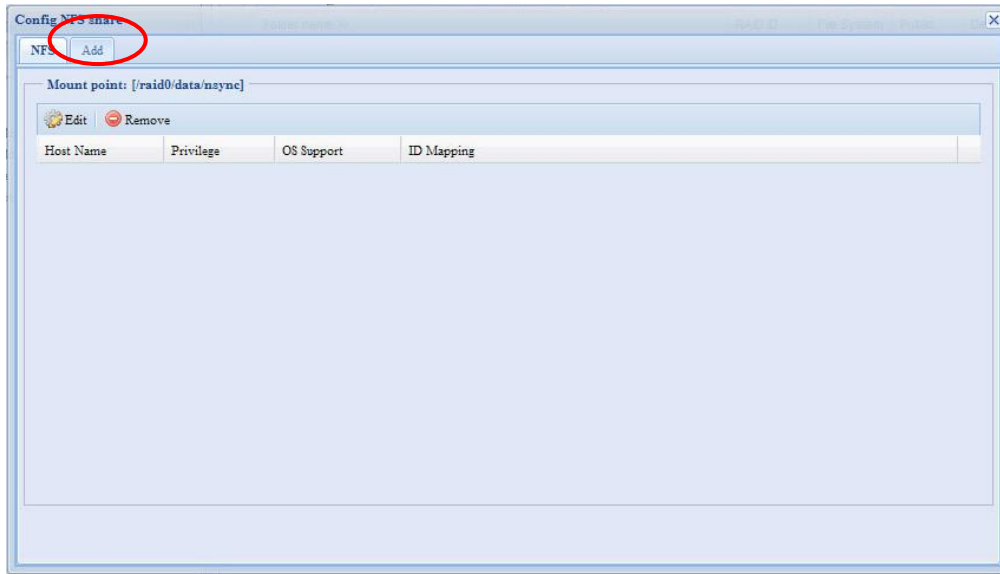 Config NFS share
NFS Add
Mount point: [/raid0/data/nsync]
Edit Remove
Host Name Privilege OS Support ID Mapping